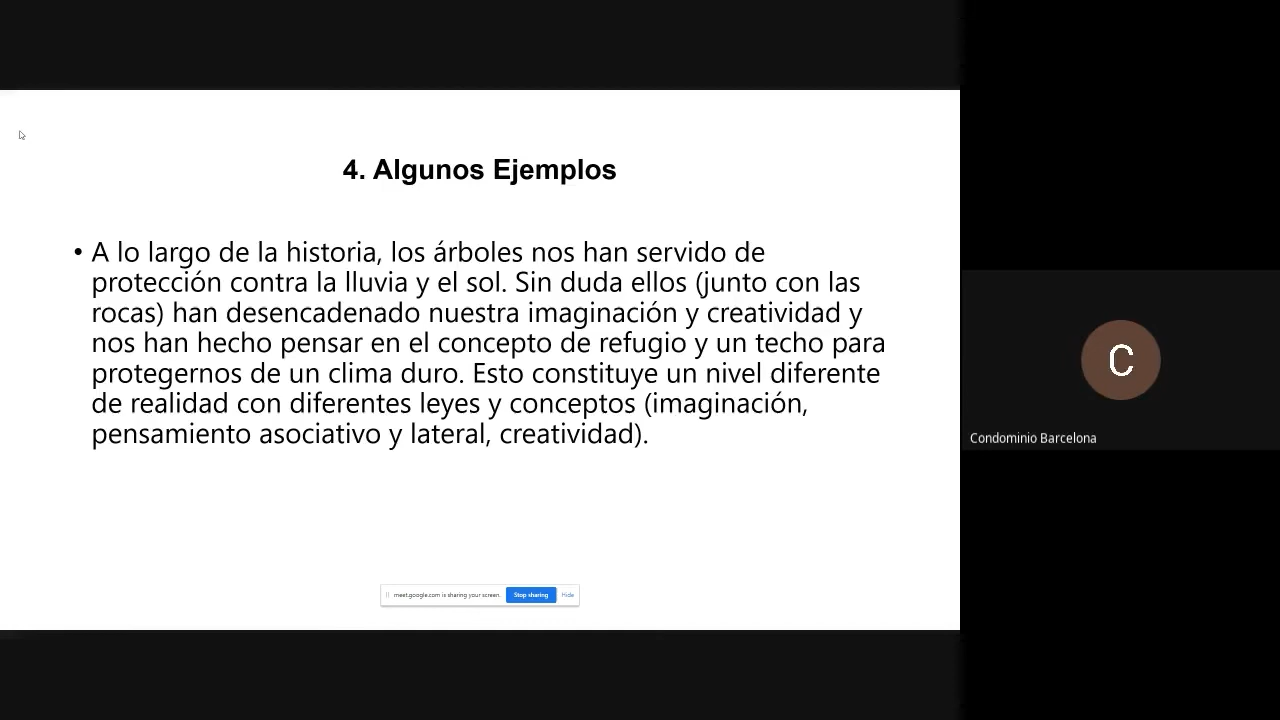 4. Algunos Ejemplos
• A lo largo de la historia, los árboles nos han servido de
protección contra la lluvia y el sol. Sin duda ellos (junto con las
rocas) han desencadenado nuestra imaginación y creatividad y
nos han hecho pensar en el concepto de refugio y un techo para
protegernos de un clima duro. Esto constituye un nivel diferente
de realidad con diferentes leyes y conceptos (imaginación,
pensamiento asociativo y lateral, creatividad).
meet.google.com is sharing your screen. Stop sharing Hide
C
Condominio Barcelona